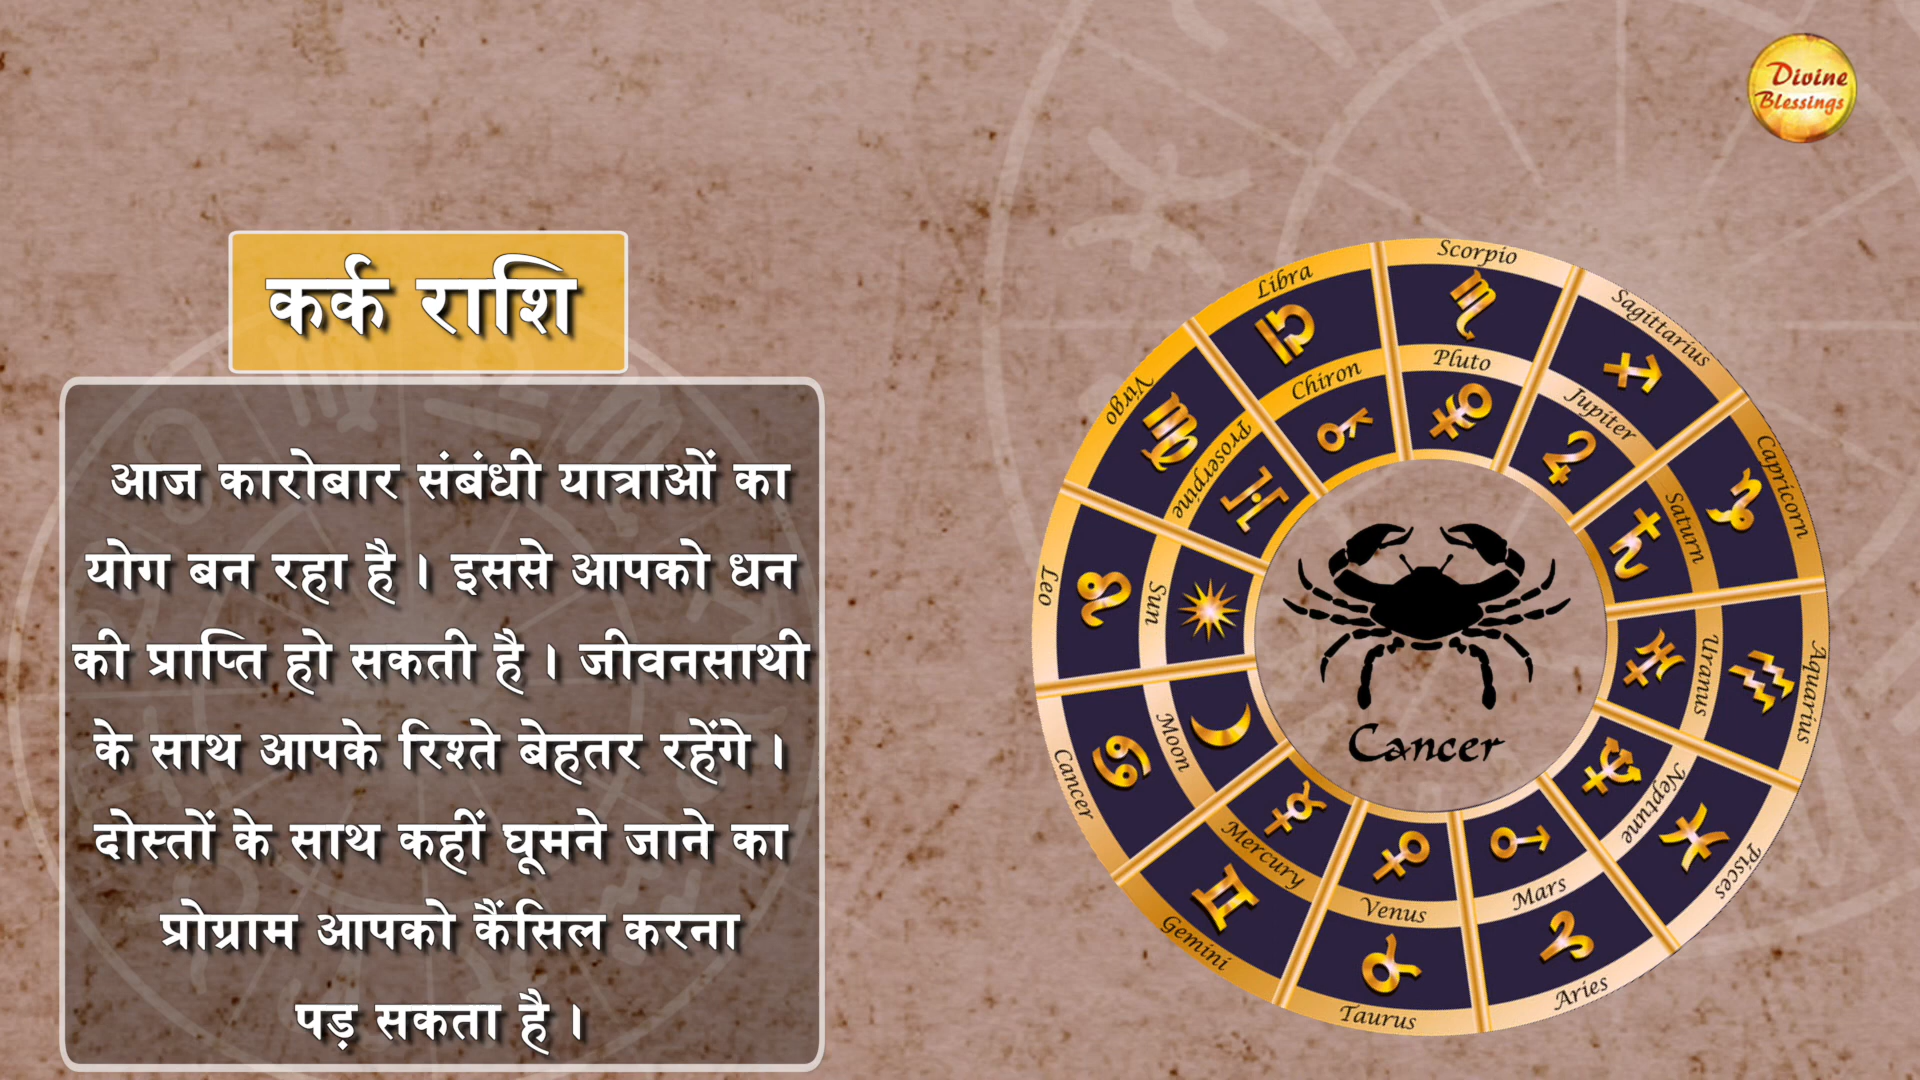 Divine
Blessings
कर्क राशि
आज कारोबार संबंधी यात्राओं का
योग बन रहा है । इससे आपको धन
की प्राप्ति हो सकती है । जीवनसाथी
के साथ आपके रिश्ते बेहतर रहेंगे ।
दोस्तों के साथ कहीं घूमने जाने का
प्रोग्राम आपको कैंसिल करना
पड़ सकता है ।
Scorpio
Sagittarius
Capricorn
Aquarius
Pisces
Aries
Taurus
Gemini
Cancer
Leo
Virgo
Libra
Pluto
Jupiter
Saturn
Uranus
Neptune
Mars
Venus
Mercury
Moon
Sun
Proserpine
Chiron
Cancer